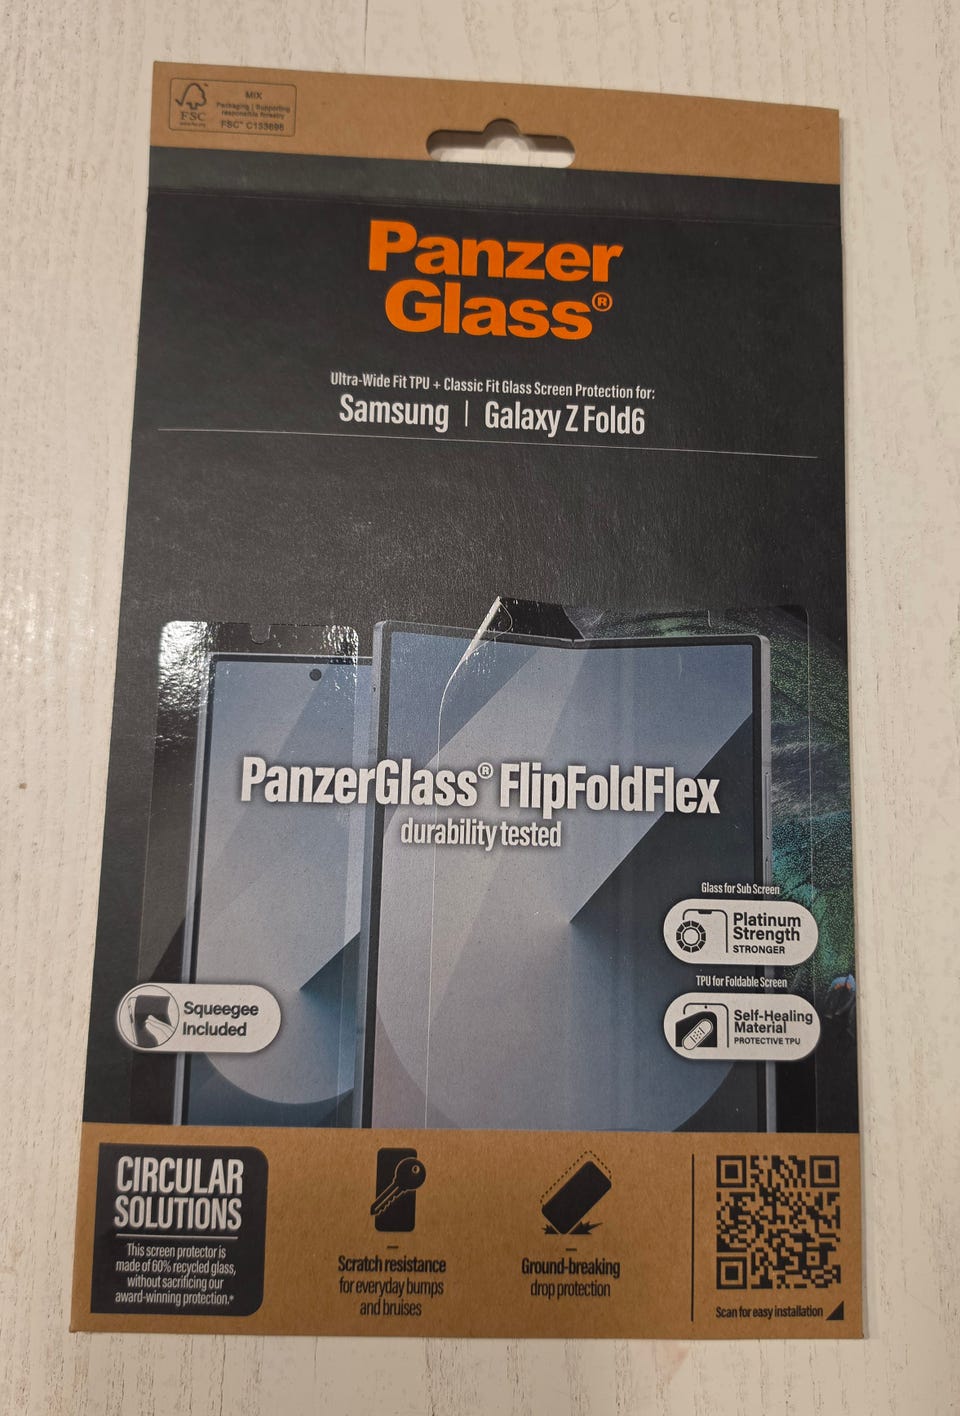 FSC
MIX
Packaging | Supporting
responsible forestry
FSC® C153698
Panzer
Glass®
Ultra-Wide Fit TPU + Classic Fit Glass Screen Protection for:
Samsung | Galaxy Z Fold6
PanzerGlass® FlipFoldFlex
durability tested
Glass for Sub Screen
Platinum
Strength
STRONGER
TPU for Foldable Screen
Self-Healing
Material
PROTECTIVE TPU
Squeegee
Included
CIRCULAR
SOLUTIONS
This screen protector is
made of 60% recycled glass,
without sacrificing our
award-winning protection.*
Scratch resistance
for everyday bumps
and bruises
Ground-breaking
drop protection
Scan for easy installation